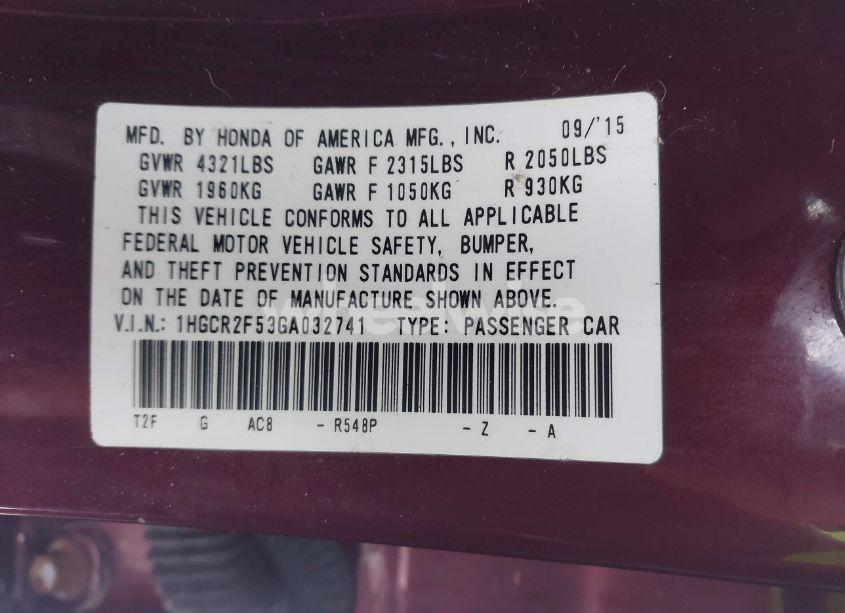 MFD. BY HONDA OF AMERICA MFG., INC. 09/'15
GVWR 4321LBS GAWR F 2315LBS R 2050LBS
GVWR 1960KG GAWR F 1050KG R 930KG
THIS VEHICLE CONFORMS TO ALL APPLICABLE
FEDERAL MOTOR VEHICLE SAFETY, BUMPER,
AND THEFT PREVENTION STANDARDS IN EFFECT
ON THE DATE OF MANUFACTURE SHOWN ABOVE.
V.I.N.: 1HGCR2F53GA032741 TYPE: PASSENGER CAR
T2F G AC8 - R548P - Z - A